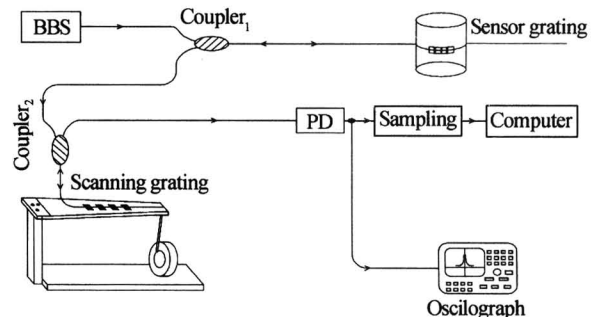 BBS
Coupler1
Sensor grating
Coupler2
PD
Sampling
Computer
Scanning grating
Oscilograph